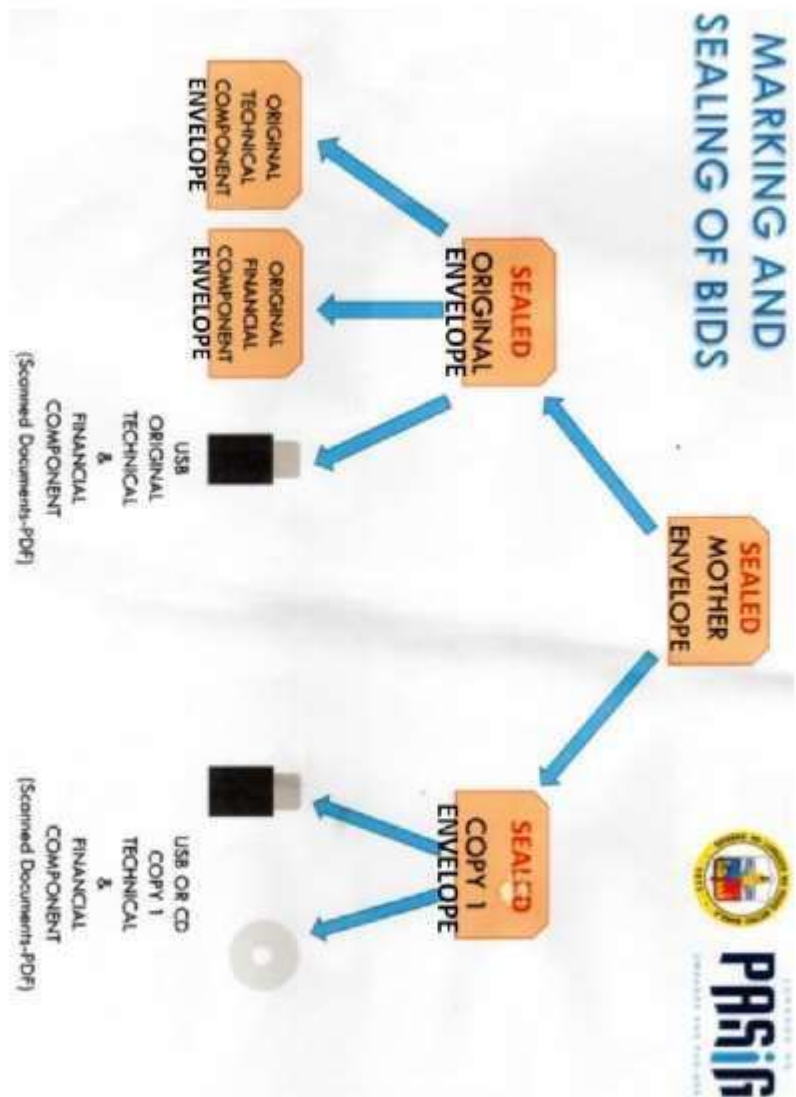 MARKING AND
SEALING OF BIDS
PASIG
SEALED
MOTHER
ENVELOPE
SEALED
ORIGINAL
ENVELOPE
SEALED
COPY 1
ENVELOPE
ORIGINAL
TECHNICAL
COMPONENT
ENVELOPE
ORIGINAL
FINANCIAL
COMPONENT
ENVELOPE
USB
ORIGINAL
TECHNICAL
&
FINANCIAL
COMPONENT
(Scanned Documents-PDF)
USB OR CD
COPY 1
TECHNICAL
&
FINANCIAL
COMPONENT
(Scanned Documents-PDF)